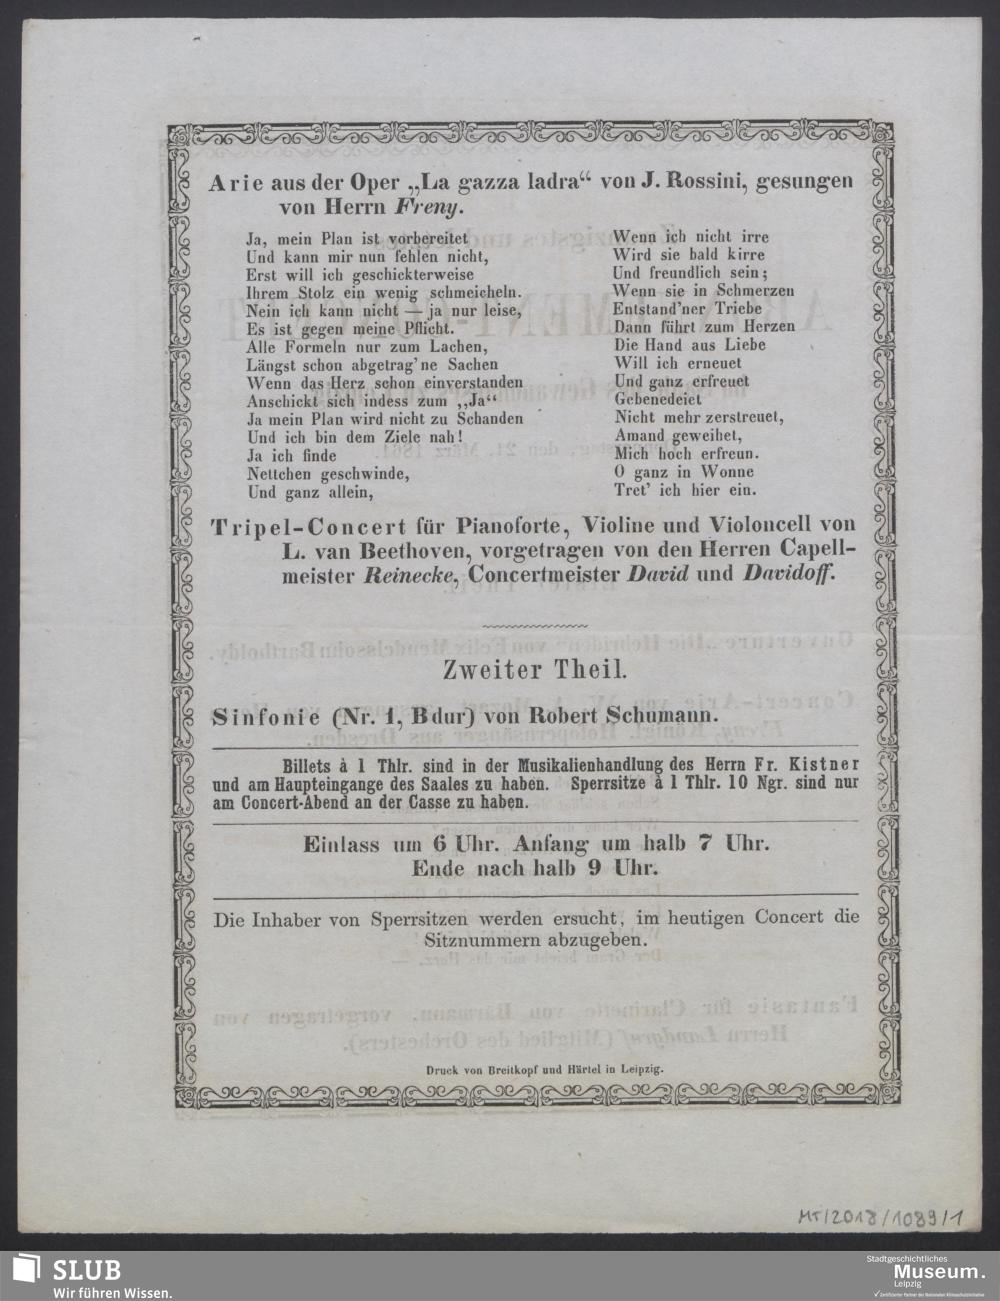 Arie aus der Oper „La gazza ladra“ von J. Rossini, gesungen
von Herrn Freny.
Ja, mein Plan ist vorbereitet
Und kann mir nun fehlen nicht,
Erst will ich geschickterweise
Ihrem Stolz ein wenig schmeicheln.
Nein ich kann nicht — ja nur leise,
Es ist gegen meine Pflicht.
Alle Formeln nur zum Lachen,
Längst schon abgetrag'ne Sachen
Wenn das Herz schon einverstanden
Anschickt sich indess zum ,,Ja“
Ja mein Plan wird nicht zu Schanden
Und ich bin dem Ziele nah!
Ja ich finde
Nettchen geschwinde,
Und ganz allein,
Wenn ich nicht irre
Wird sie bald kirre
Und freundlich sein;
Wenn sie in Schmerzen
Entstand'ner Triebe
Dann führt zum Herzen
Die Hand aus Liebe
Will ich erneuet
Und ganz erfreuet
Gebenedeiet
Nicht mehr zerstreuet,
Amand geweihet,
Mich hoch erfreun.
O ganz in Wonne
Tret' ich hier ein.
Tripel-Concert für Pianoforte, Violine und Violoncell von
L. van Beethoven, vorgetragen von den Herren Capell-
meister Reinecke, Concertmeister David und Davidoff.
Zweiter Theil.
Sinfonie (Nr. 1, B dur) von Robert Schumann.
Billets à 1 Thlr. sind in der Musikalienhandlung des Herrn Fr. Kistner
und am Haupteingange des Saales zu haben. Sperrsitze à 1 Thlr. 10 Ngr. sind nur
am Concert-Abend an der Casse zu haben.
Einlass um 6 Uhr. Anfang um halb 7 Uhr.
Ende nach halb 9 Uhr.
Die Inhaber von Sperrsitzen werden ersucht, im heutigen Concert die
Sitznummern abzugeben.
Druck von Breitkopf und Härtel in Leipzig.
MT/2018/1089/1
SLUB
Wir führen Wissen.
Stadtgeschichtliches
Museum.
Leipzig
Zertifizierter Partner der Nationalen Klimaschutzinitiative